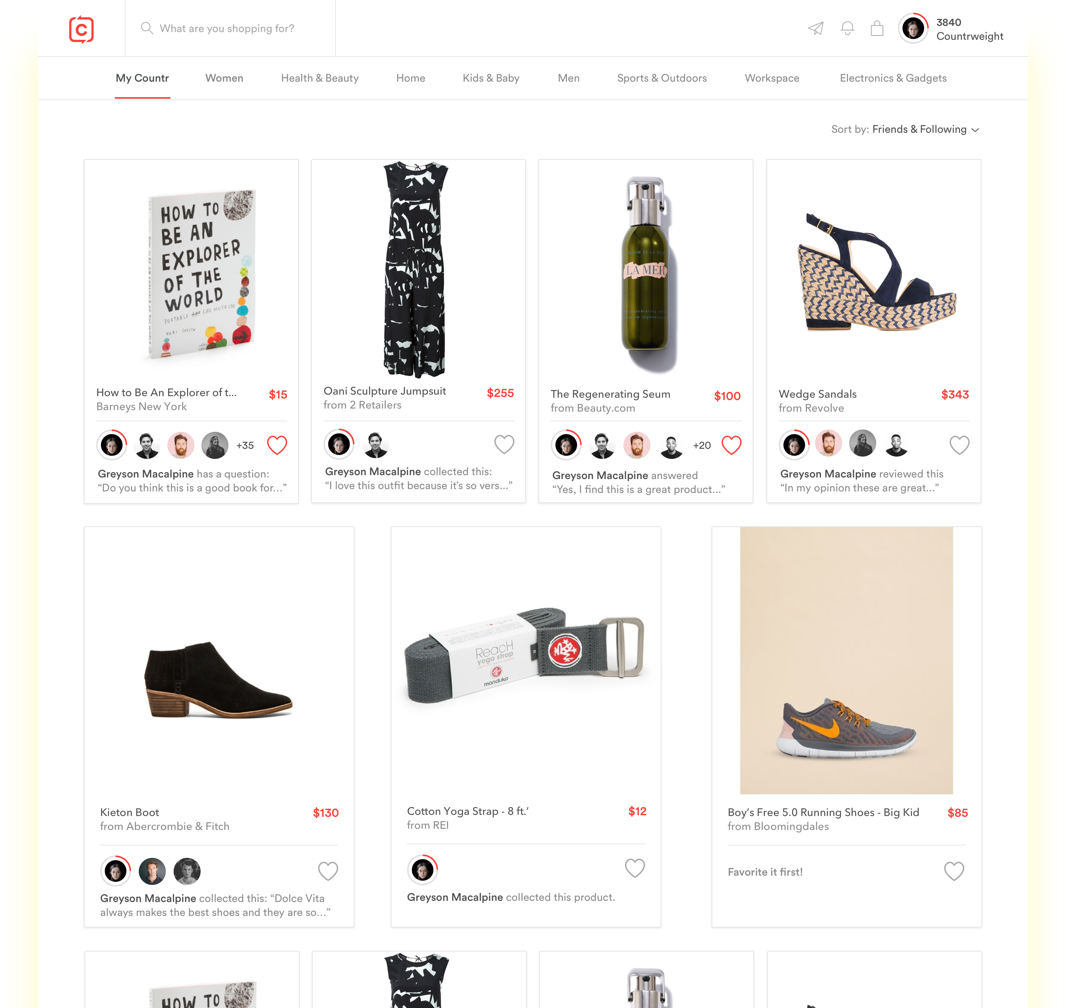 What are you shopping for?
3840
Countrweight
My Countr
Women
Health & Beauty
Home
Kids & Baby
Men
Sports & Outdoors
Workspace
Electronics & Gadgets
Sort by: Friends & Following
HOW TO
BE AN
EXPLORER
OF THE
WORLD
How to Be An Explorer of t...
$15
Barneys New York
+35
Greyson Macalpine has a question:
“Do you think this is a good book for...”
Oani Sculpture Jumpsuit
$255
from 2 Retailers
Greyson Macalpine collected this:
“I love this outfit because it’s so vers...”
LA MER
The Regenerating Seum
$100
from Beauty.com
+20
Greyson Macalpine answered
“Yes, I find this is a great product...”
Wedge Sandals
$343
from Revolve
Greyson Macalpine reviewed this
“In my opinion these are great...”
Kieton Boot
$130
from Abercrombie & Fitch
Greyson Macalpine collected this: “Dolce Vita
always makes the best shoes and they are so...”
ReacH
yoga strap
manduka
Cotton Yoga Strap - 8 ft.’
$12
from REI
Greyson Macalpine collected this product.
Boy’s Free 5.0 Running Shoes - Big Kid
$85
from Bloomingdales
Favorite it first!
HOW TO